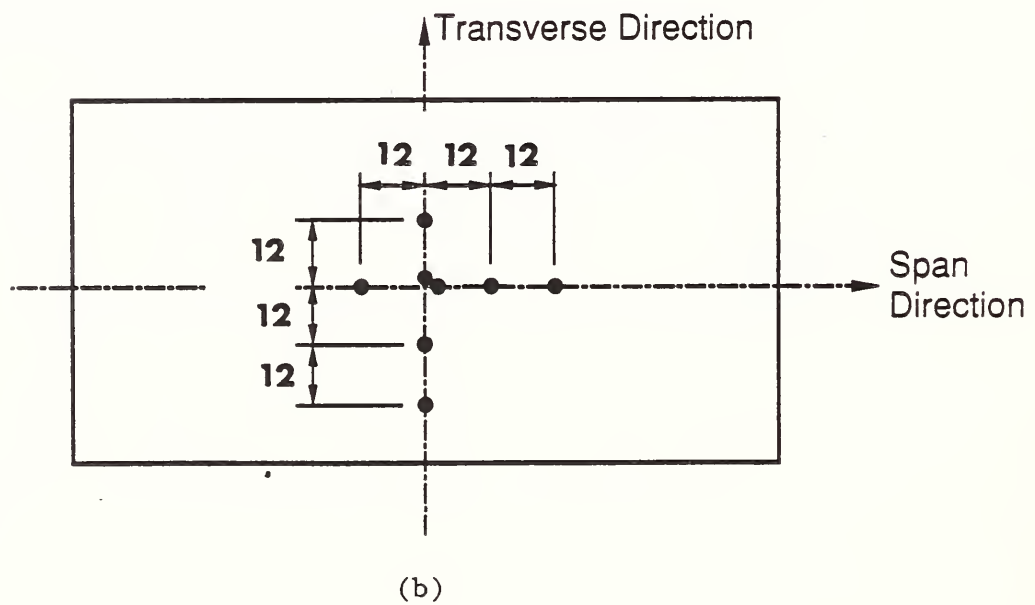 Transverse Direction
12 12 12
12
Span
Direction
12
12
(b)